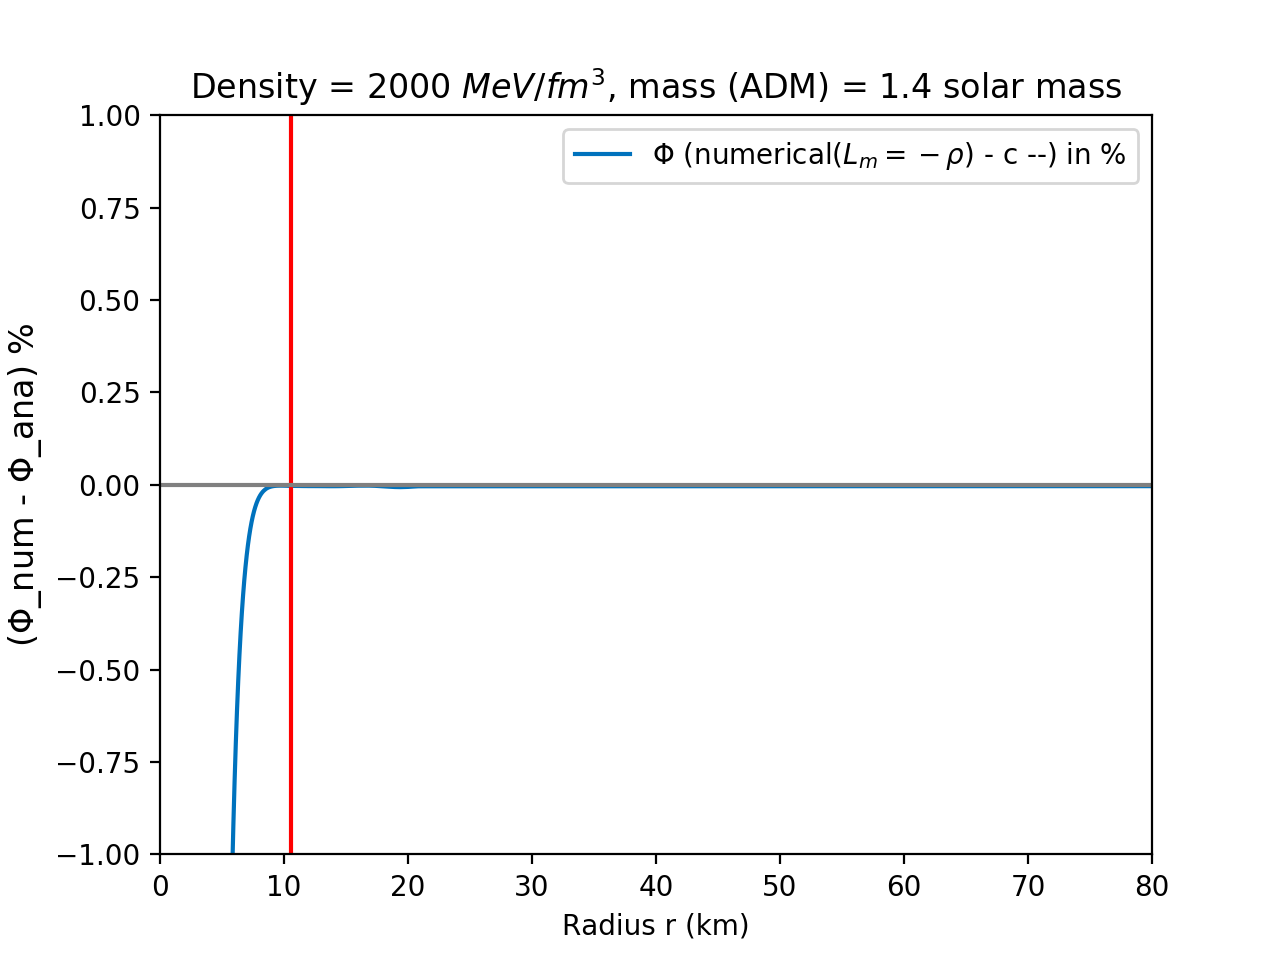 Density = 2000 MeV/fm³, mass (ADM) = 1.4 solar mass
Φ (numerical(Lₘ = − ρ) - c --) in %
(Φ_num - Φ_ana) %
1.00
0.75
0.50
0.25
0.00
−0.25
−0.50
−0.75
−1.00
0 10 20 30 40 50 60 70 80
Radius r (km)